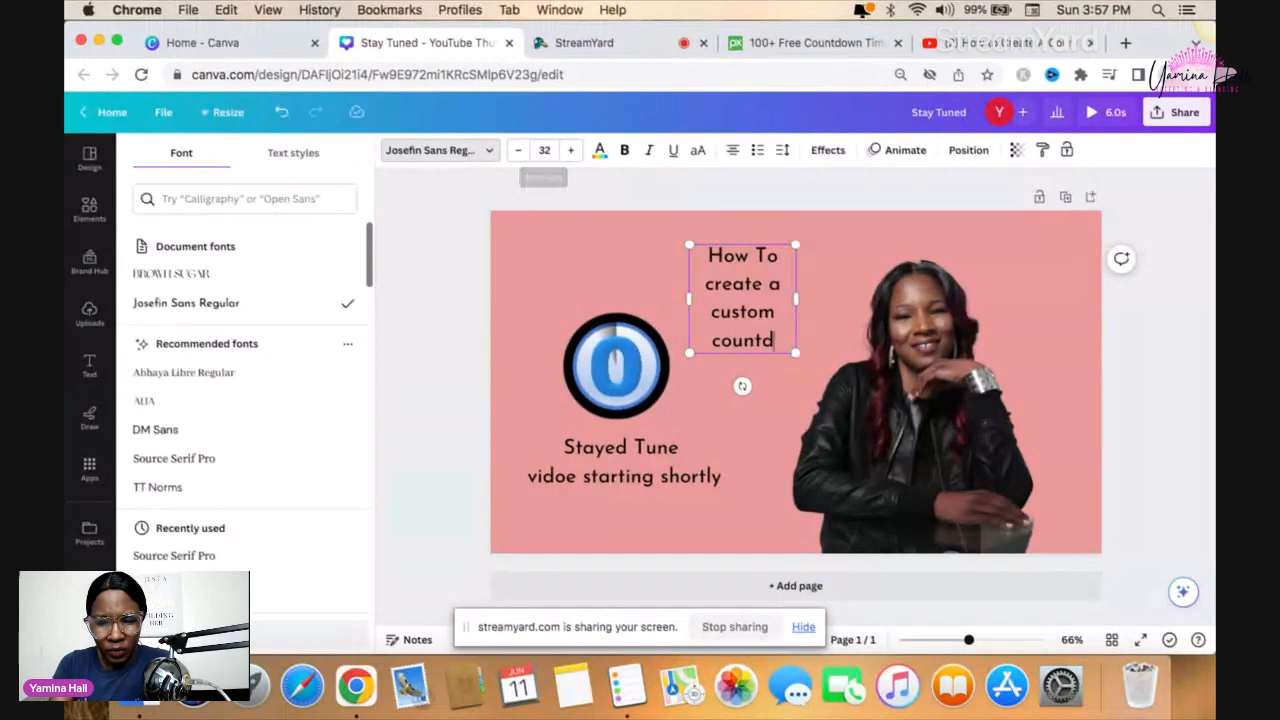 Chrome File Edit View History Bookmarks Profiles Tab Window Help 99% Sun 3:57 PM
Home - Canva Stay Tuned - YouTube Thu StreamYard 100+ Free Countdown Tim
StreamYard
canva.com/design/DAFIjOi21i4/Fw9E972mi1KRcSMlp6V23g/edit
Yamina Hall
Home File Resize Stay Tuned Y 6.0s Share
Font Text styles
Josefin Sans Reg... 32 A B I U aA Effects Animate Position
Design
Try "Calligraphy" or "Open Sans"
Elements
Document fonts
BROWN SUGAR
Brand Hub
Josefin Sans Regular
Uploads
Recommended fonts
Abhaya Libre Regular
Text
DM Sans
Draw
Source Serif Pro
Apps
TT Norms
Projects
Recently used
Source Serif Pro
How To
create a
custom
countd
0
Stayed Tune
vidoe starting shortly
+ Add page
streamyard.com is sharing your screen. Stop sharing Hide
Notes Page 1 / 1 66%
JUST A
Yamina Hall
JUN
11